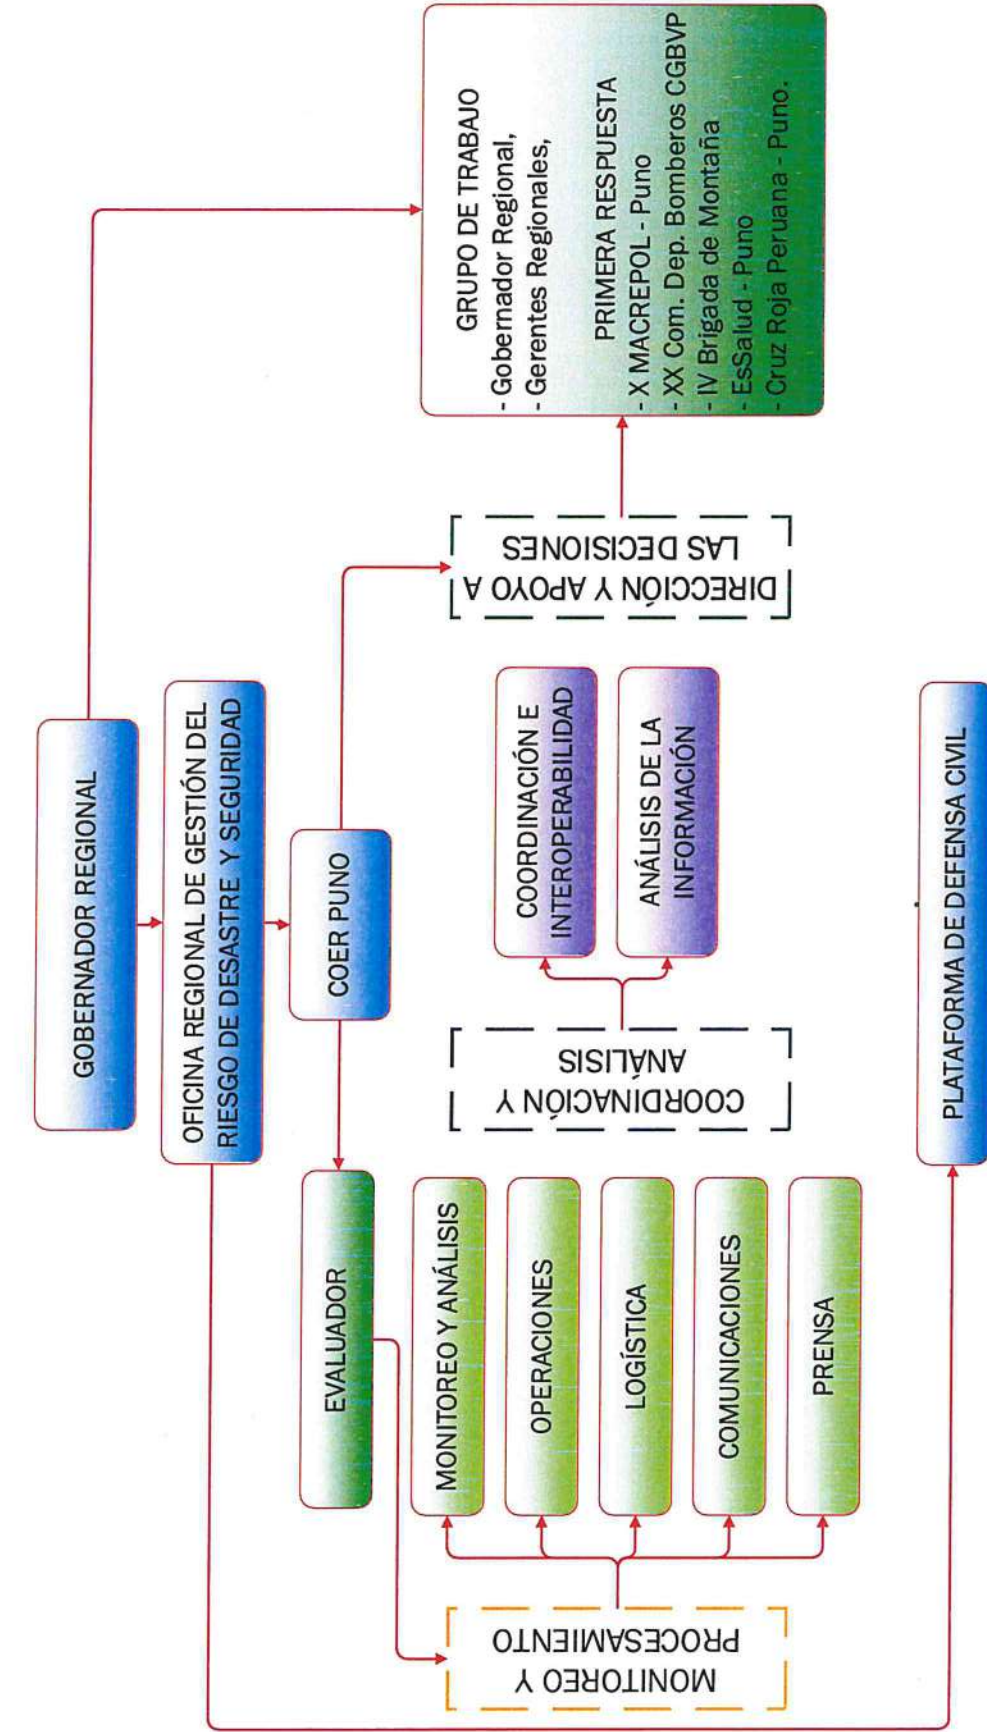 GOBERNADOR REGIONAL
OFICINA REGIONAL DE GESTIÓN DEL
RIESGO DE DESASTRE Y SEGURIDAD
COER PUNO
EVALUADOR
MONITOREO Y
PROCESAMIENTO
MONITOREO Y ANÁLISIS
OPERACIONES
LOGÍSTICA
COMUNICACIONES
PRENSA
COORDINACIÓN Y
ANÁLISIS
COORDINACIÓN E
INTEROPERABILIDAD
ANÁLISIS DE LA
INFORMACIÓN
DIRECCIÓN Y APOYO A
LAS DECISIONES
GRUPO DE TRABAJO
- Gobernador Regional,
- Gerentes Regionales,
PRIMERA RESPUESTA
- X MACREPOL - Puno
- XX Com. Dep. Bomberos CGBVP
- IV Brigada de Montaña
- EsSalud - Puno
- Cruz Roja Peruana - Puno.
PLATAFORMA DE DEFENSA CIVIL